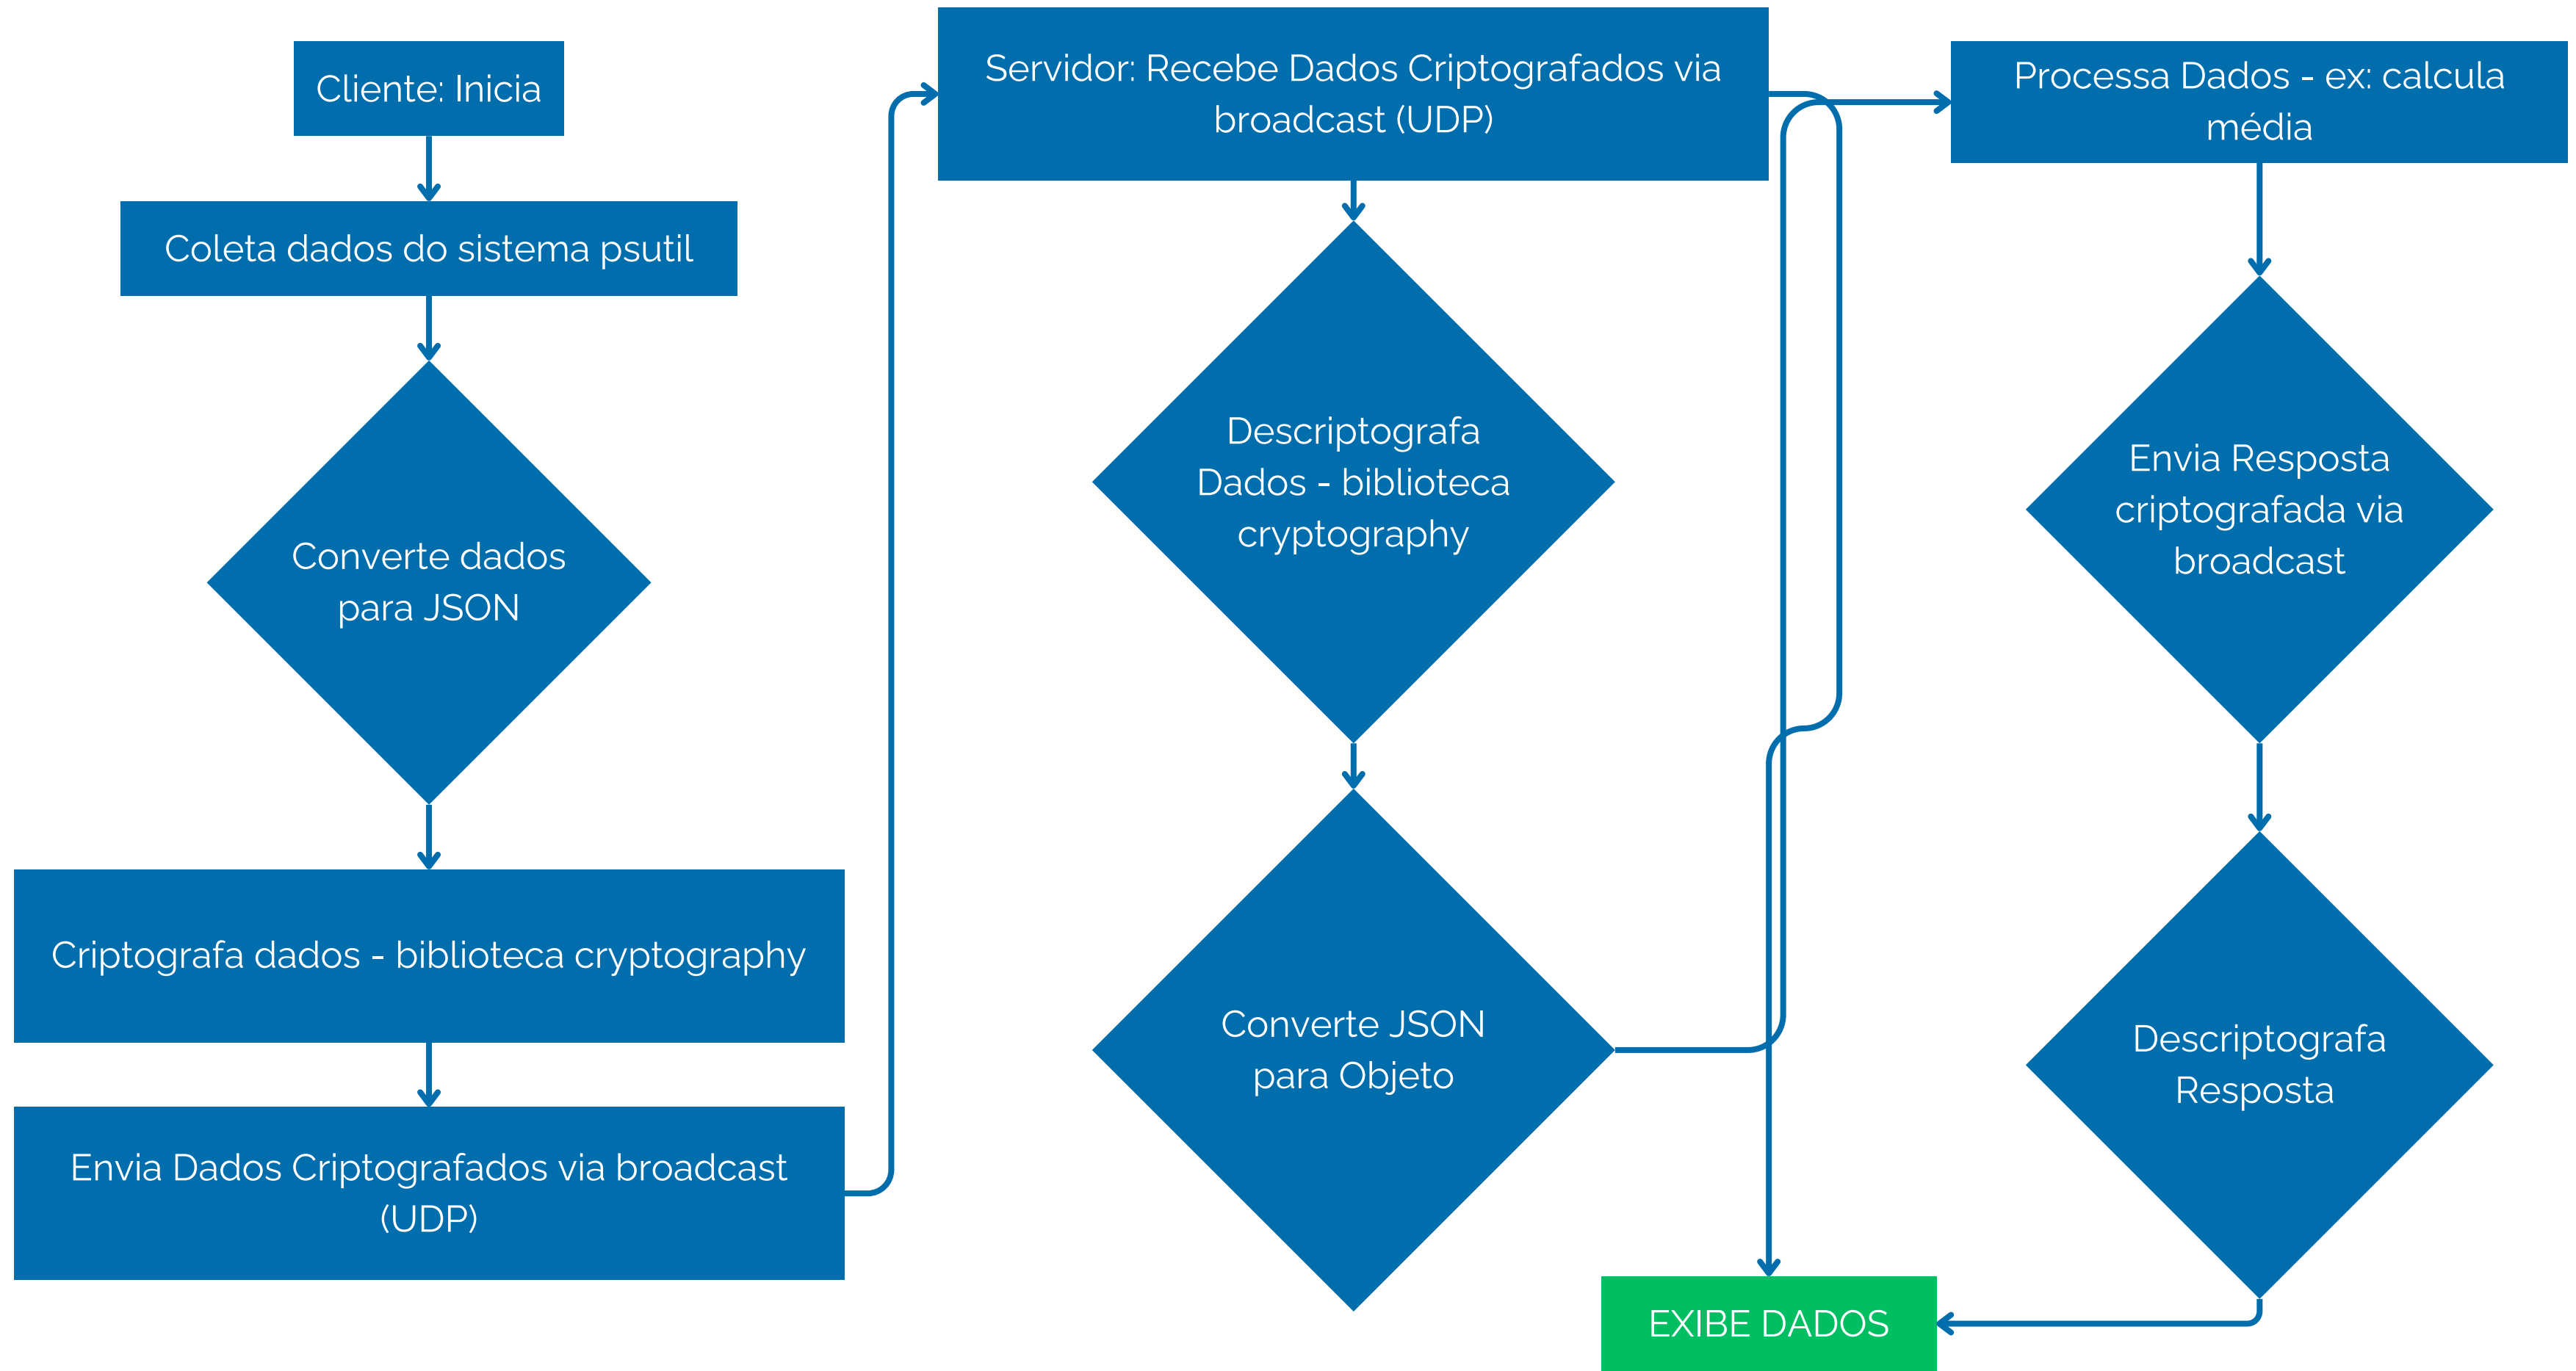 Cliente: Inicia
Coleta dados do sistema psutil
Converte dados
para JSON
Criptografa dados - biblioteca cryptography
Envia Dados Criptografados via broadcast
(UDP)
Servidor: Recebe Dados Criptografados via
broadcast (UDP)
Descriptografa
Dados - biblioteca
cryptography
Converte JSON
para Objeto
Processa Dados - ex: calcula
média
Envia Resposta
criptografada via
broadcast
Descriptografa
Resposta
EXIBE DADOS